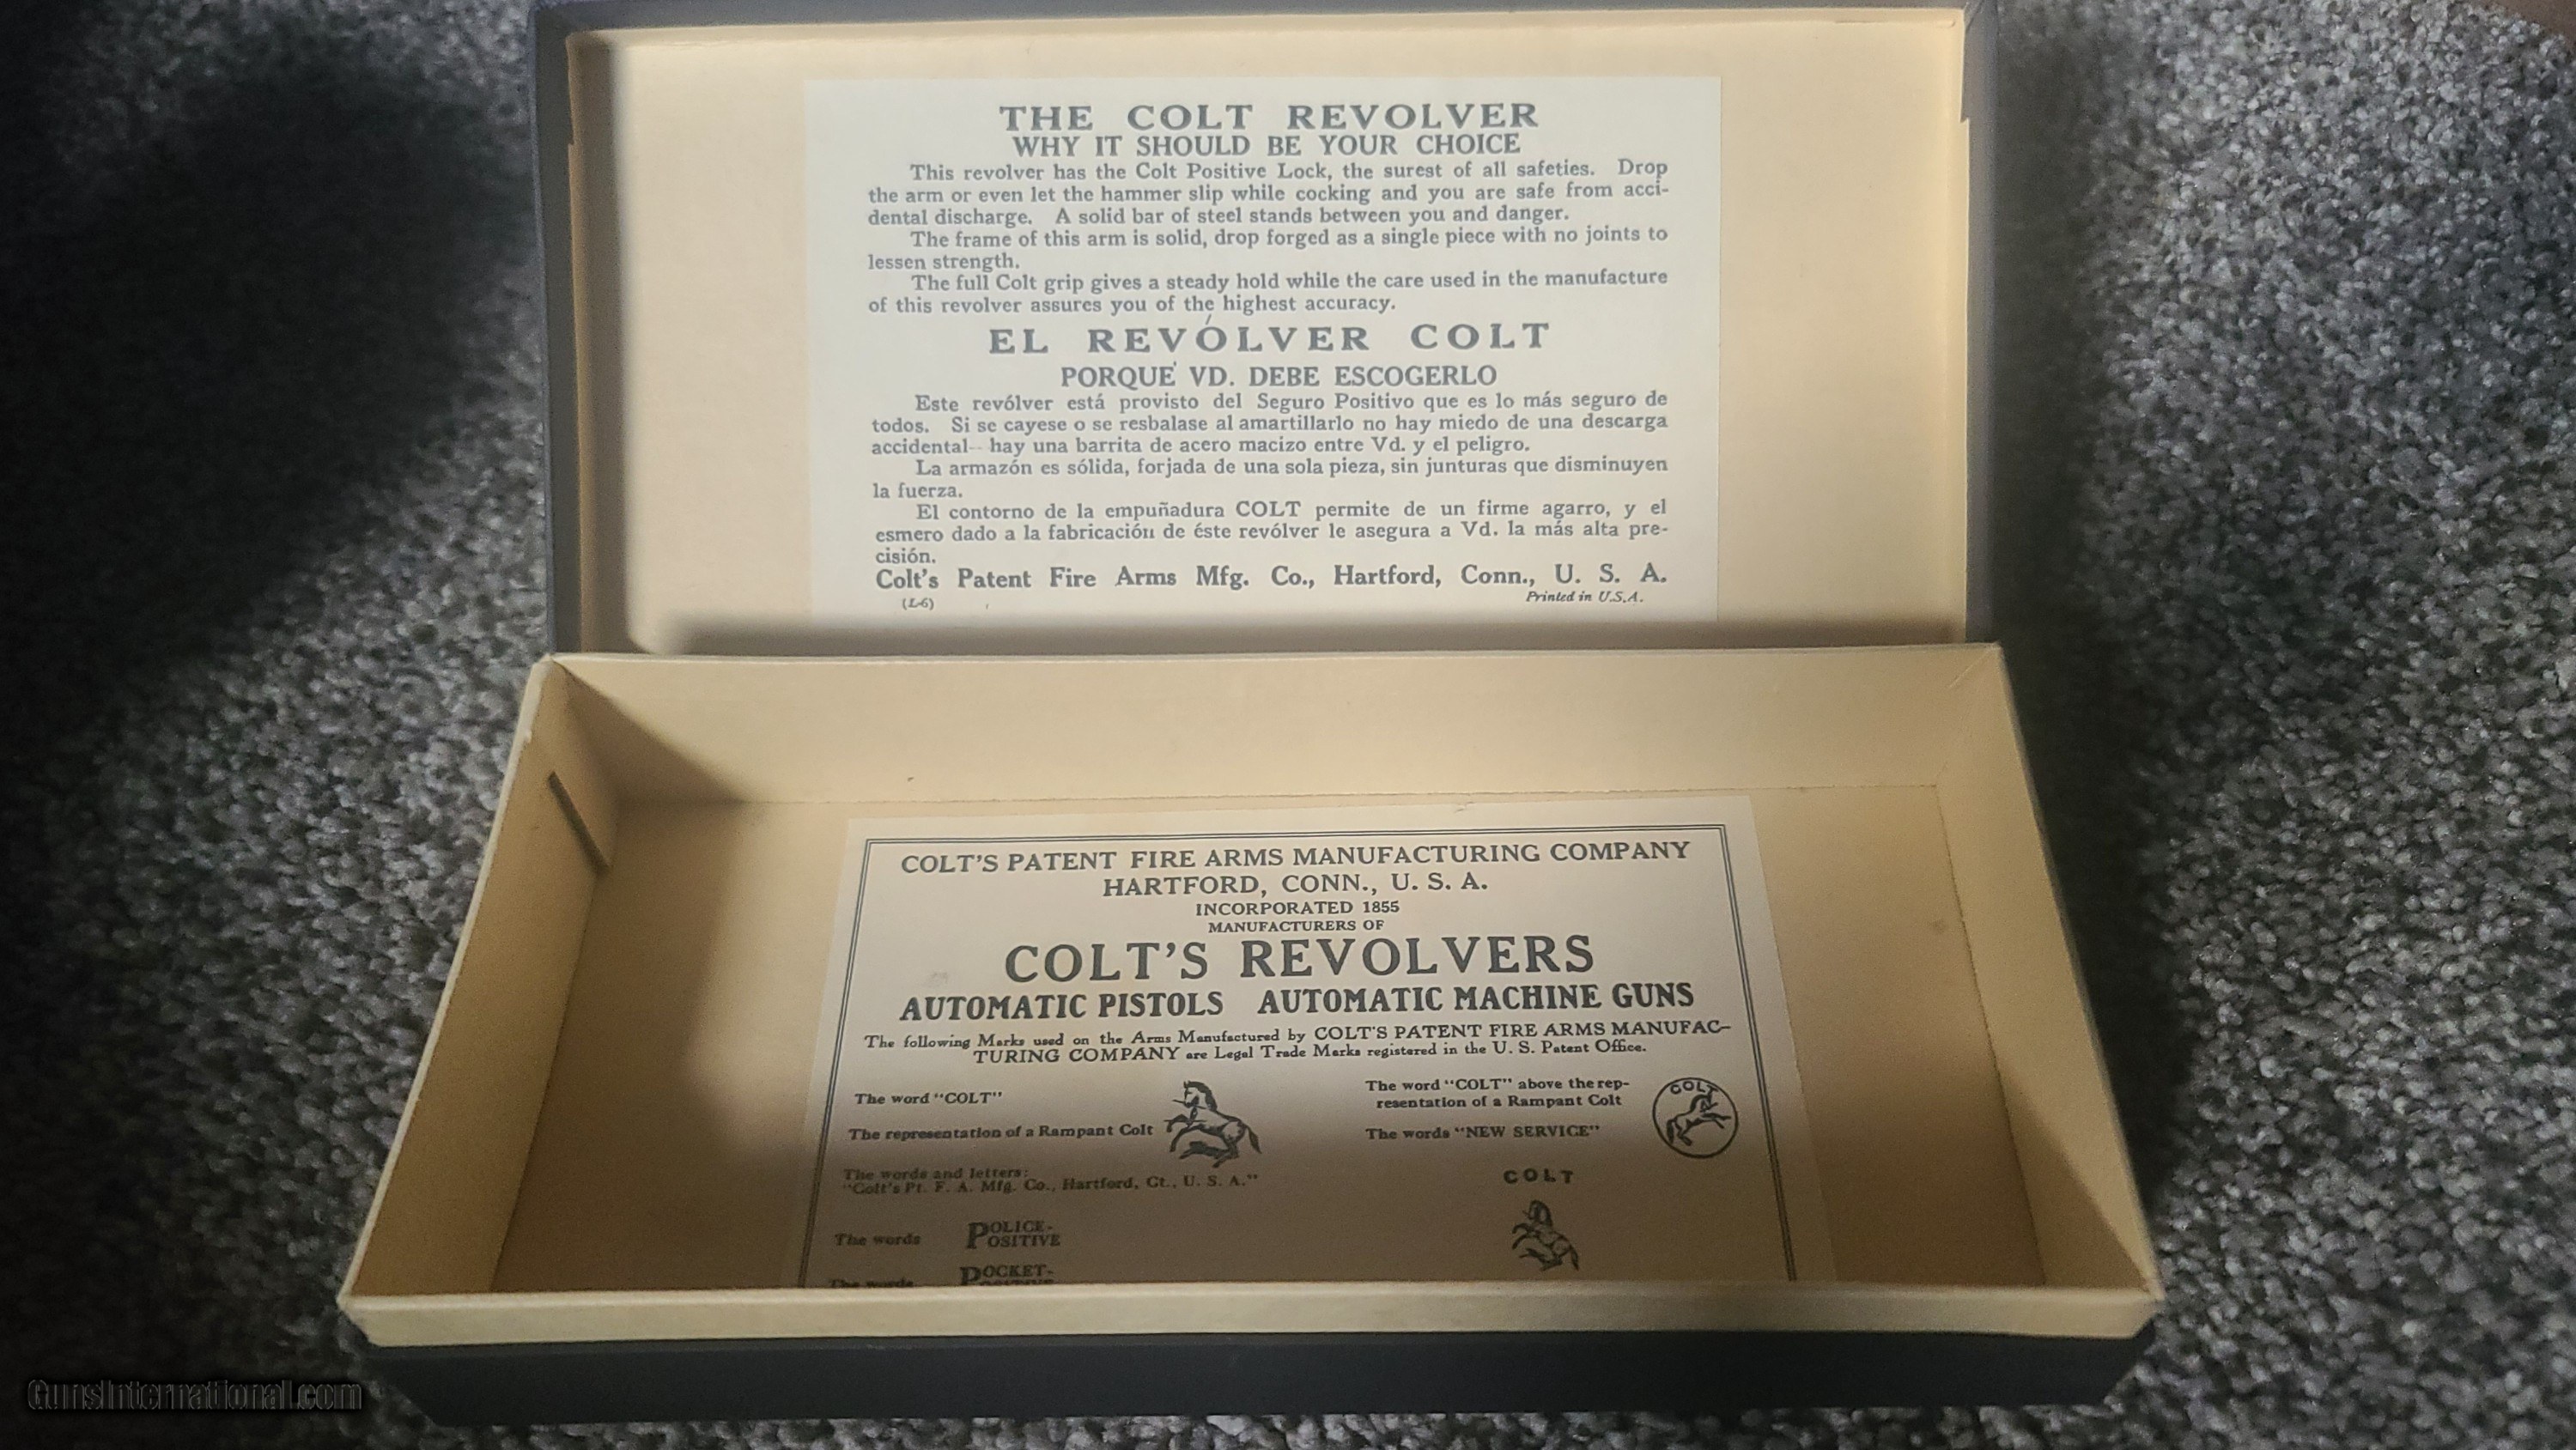 THE COLT REVOLVER
WHY IT SHOULD BE YOUR CHOICE
This revolver has the Colt Positive Lock, the surest of all safeties. Drop
the arm or even let the hammer slip while cocking and you are safe from acci-
dental discharge. A solid bar of steel stands between you and danger.
The frame of this arm is solid, drop forged as a single piece with no joints to
lessen strength.
The full Colt grip gives a steady hold while the care used in the manufacture
of this revolver assures you of the highest accuracy.
EL REVÓLVER COLT
PORQUÉ VD. DEBE ESCOGERLO
Este revólver está provisto del Seguro Positivo que es lo más seguro de
todos. Si se cayese o se resbalase al amartillarlo no hay miedo de una descarga
accidental-- hay una barrita de acero macizo entre Vd. y el peligro.
La armazón es sólida, forjada de una sola pieza, sin junturas que disminuyen
la fuerza.
El contorno de la empuñadura COLT permite de un firme agarro, y el
esmero dado a la fabricación de éste revólver le asegura a Vd. la más alta pre-
cisión.
Colt's Patent Fire Arms Mfg. Co., Hartford, Conn., U. S. A.
(L-6) Printed in U.S.A.
COLT'S PATENT FIRE ARMS MANUFACTURING COMPANY
HARTFORD, CONN., U. S. A.
INCORPORATED 1855
MANUFACTURERS OF
COLT'S REVOLVERS
AUTOMATIC PISTOLS AUTOMATIC MACHINE GUNS
The following Marks used on the Arms Manufactured by COLT'S PATENT FIRE ARMS MANUFAC-
TURING COMPANY are Legal Trade Marks registered in the U. S. Patent Office.
The word "COLT"
The representation of a Rampant Colt
The words and letters:
"Colt's Pt. F. A. Mfg. Co., Hartford, Ct., U. S. A."
The words POLICE-
POSITIVE
The words POCKET-
POSITIVE
The word "COLT" above the rep-
resentation of a Rampant Colt
The words "NEW SERVICE"
COLT
COLT
GunsInternational.com